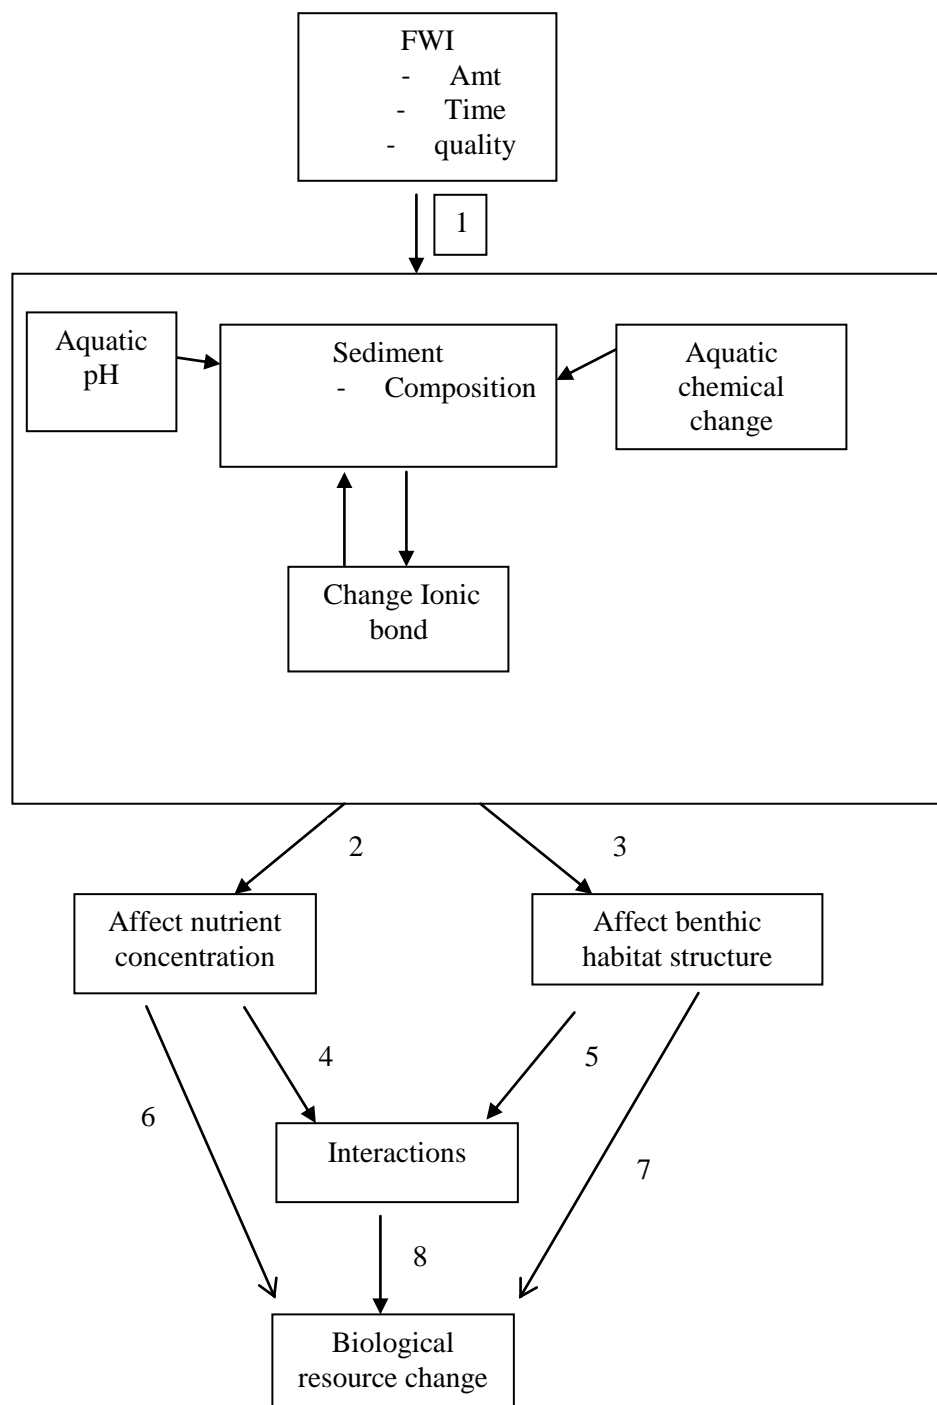 FWI
- Amt
- Time
- quality
1
Aquatic
pH
Sediment
- Composition
Aquatic
chemical
change
Change Ionic
bond
2
3
Affect nutrient
concentration
Affect benthic
habitat structure
4
5
6
Interactions
7
8
Biological
resource change